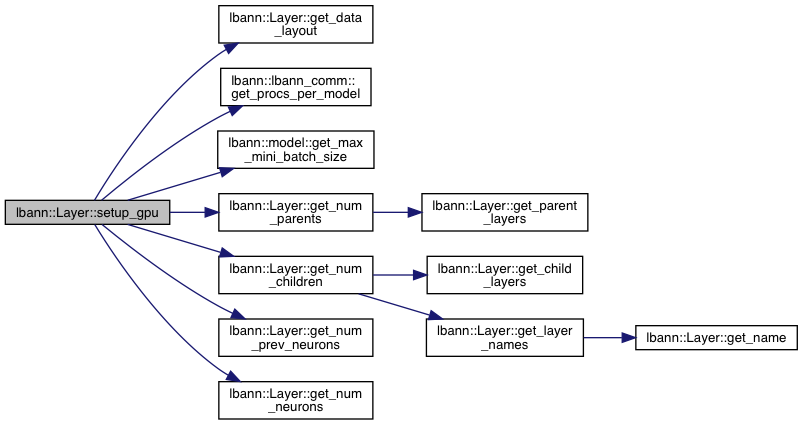 lbann::Layer::get_data
_layout
lbann::lbann_comm::
get_procs_per_model
lbann::model::get_max
_mini_batch_size
lbann::Layer::setup_gpu
lbann::Layer::get_num
_parents
lbann::Layer::get_parent
_layers
lbann::Layer::get_num
_children
lbann::Layer::get_child
_layers
lbann::Layer::get_num
_prev_neurons
lbann::Layer::get_layer
_names
lbann::Layer::get_name
lbann::Layer::get_num
_neurons